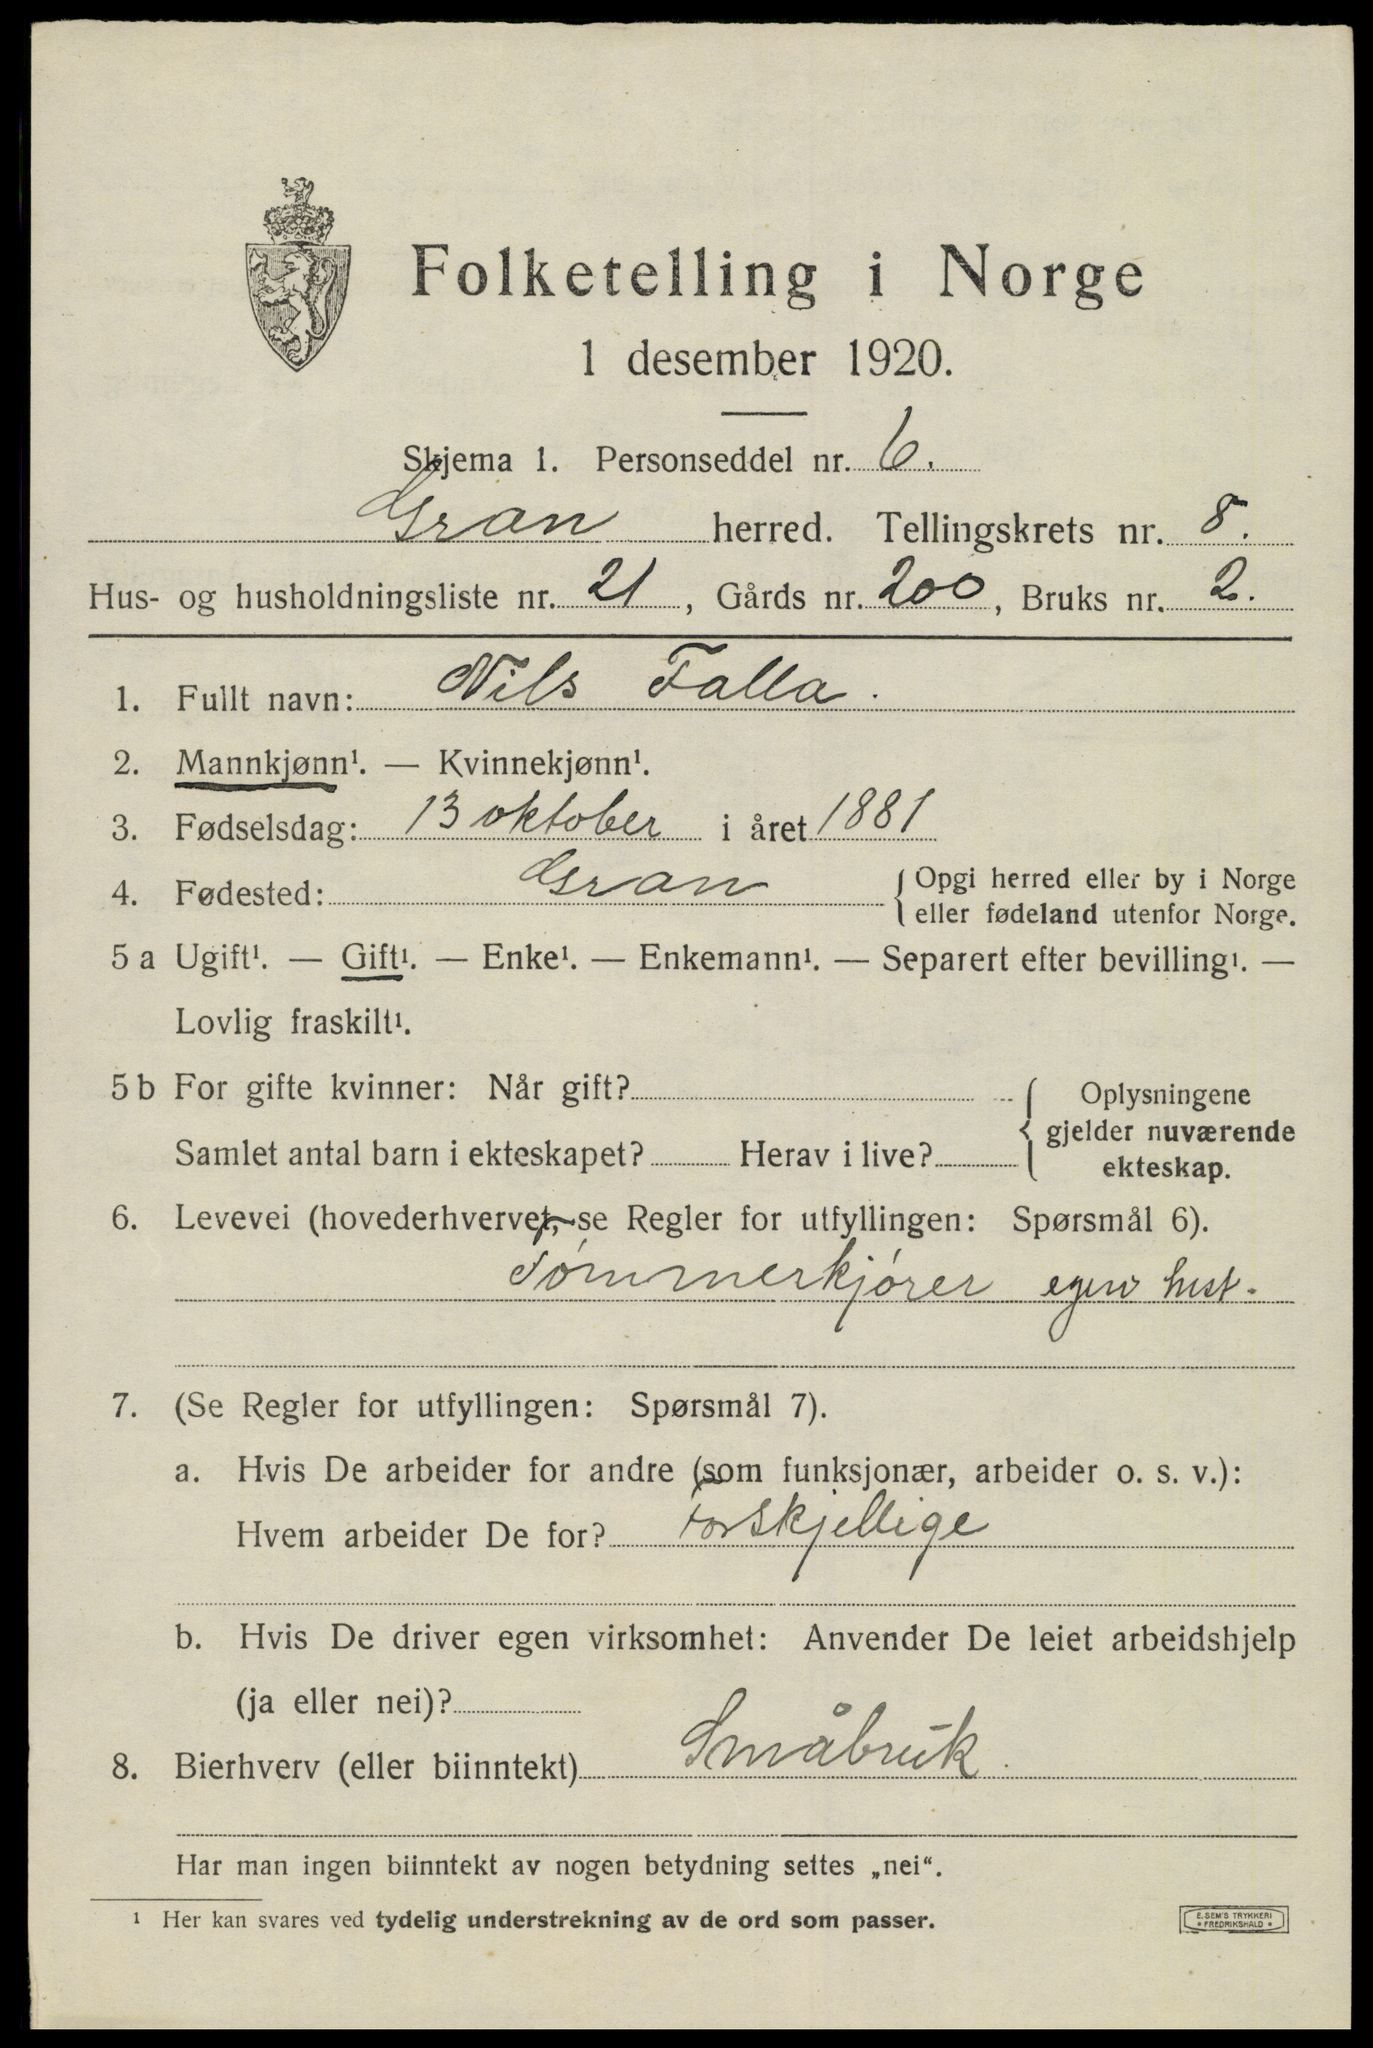 Folketelling i Norge
1 desember 1920.
Skjema 1. Personseddel nr. 6.
Gran herred. Tellingskrets nr. 8.
Hus- og husholdningsliste nr. 21, Gårds nr. 200, Bruks nr. 2.
1. Fullt navn: Nils Falla.
2. Mannkjønn¹. — Kvinnekjønn¹.
3. Fødselsdag: 13 oktober i året 1881
4. Fødested: Gran { Opgi herred eller by i Norge
eller fødeland utenfor Norge.
5 a Ugift¹. — Gift¹. — Enke¹. — Enkemann¹. — Separert efter bevilling¹. —
Lovlig fraskilt¹.
5 b For gifte kvinner: Når gift? { Oplysningene
gjelder nuværende
Samlet antal barn i ekteskapet? Herav i live?
ekteskap.
6. Levevei (hovederhvervet, se Regler for utfyllingen: Spørsmål 6).
Tømmerkjører egen hest.
7. (Se Regler for utfyllingen: Spørsmål 7).
a. Hvis De arbeider for andre (som funksjonær, arbeider o. s. v.):
Hvem arbeider De for? Forskjellige
b. Hvis De driver egen virksomhet: Anvender De leiet arbeidshjelp
(ja eller nei)?
8. Bierhverv (eller biinntekt) Småbruk.
Har man ingen biinntekt av nogen betydning settes „nei“.
¹ Her kan svares ved tydelig understrekning av de ord som passer.
E. SEM'S TRYKKERI
* FREDRIKSHALD *